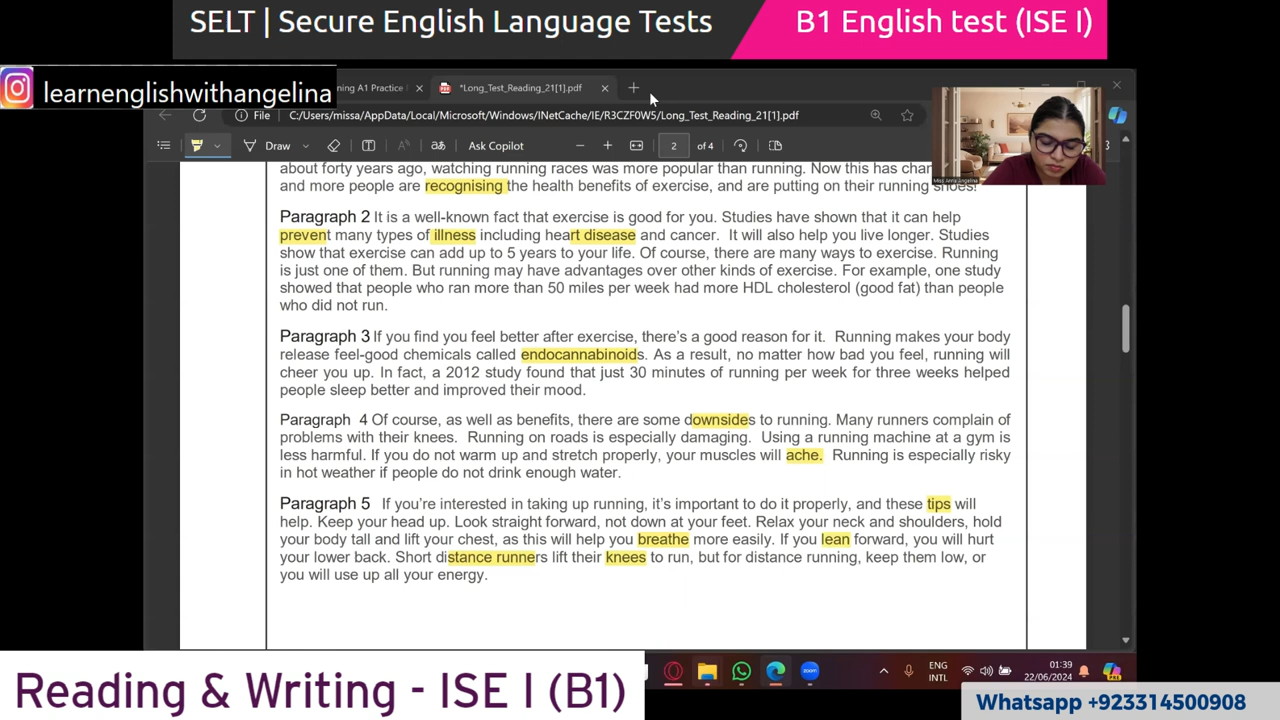 SELT | Secure English Language Tests
B1 English test (ISE I)
learnenglishwithangelina
ning A1 Practice
*Long_Test_Reading_21[1].pdf
File
C:/Users/missa/AppData/Local/Microsoft/Windows/INetCache/IE/R3CZF0W5/Long_Test_Reading_21[1].pdf
Draw
Ask Copilot
2
of 4
3
about forty years ago, watching running races was more popular than running. Now this has
and more people are recognising the health benefits of exercise, and are putting on their running shoes!
Paragraph 2 It is a well-known fact that exercise is good for you. Studies have shown that it can help
prevent many types of illness including heart disease and cancer. It will also help you live longer. Studies
show that exercise can add up to 5 years to your life. Of course, there are many ways to exercise. Running
is just one of them. But running may have advantages over other kinds of exercise. For example, one study
showed that people who ran more than 50 miles per week had more HDL cholesterol (good fat) than people
who did not run.
Paragraph 3 If you find you feel better after exercise, there's a good reason for it. Running makes your body
release feel-good chemicals called endocannabinoids. As a result, no matter how bad you feel, running will
cheer you up. In fact, a 2012 study found that just 30 minutes of running per week for three weeks helped
people sleep better and improved their mood.
Paragraph 4 Of course, as well as benefits, there are some downsides to running. Many runners complain of
problems with their knees. Running on roads is especially damaging. Using a running machine at a gym is
less harmful. If you do not warm up and stretch properly, your muscles will ache. Running is especially risky
in hot weather if people do not drink enough water.
Paragraph 5 If you're interested in taking up running, it's important to do it properly, and these tips will
help. Keep your head up. Look straight forward, not down at your feet. Relax your neck and shoulders, hold
your body tall and lift your chest, as this will help you breathe more easily. If you lean forward, you will hurt
your lower back. Short distance runners lift their knees to run, but for distance running, keep them low, or
you will use up all your energy.
ENG
INTL
01:39
22/06/2024
Reading & Writing - ISE I (B1)
Whatsapp +923314500908